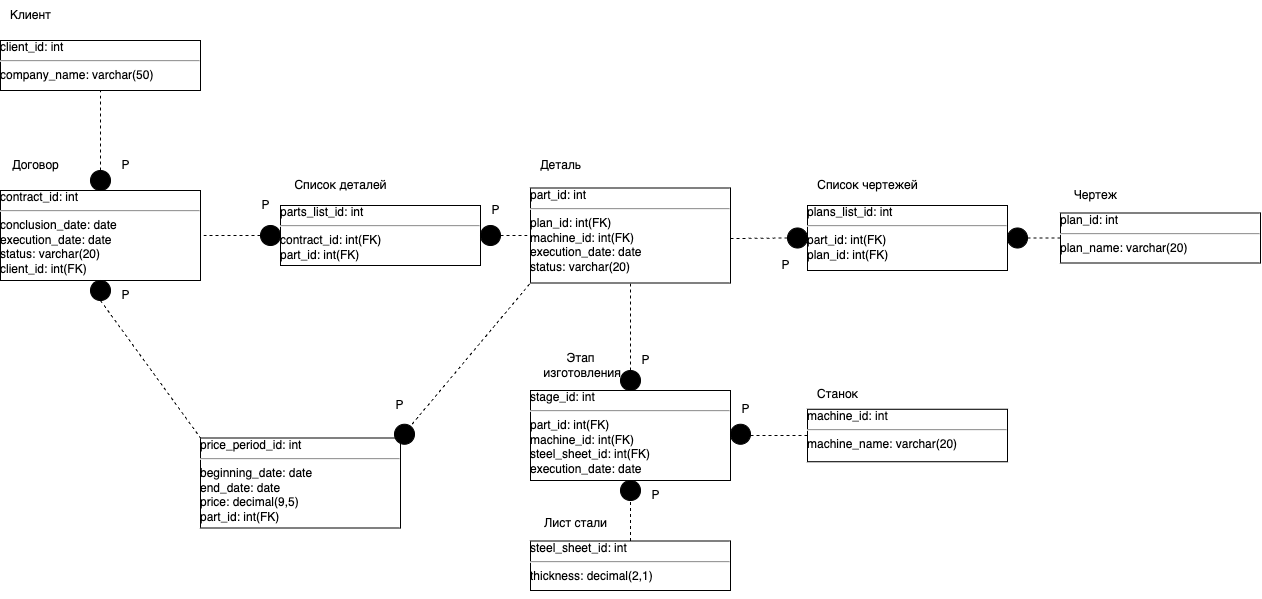 Клиент
client_id: int
company_name: varchar(50)
Договор
P
contract_id: int
conclusion_date: date
execution_date: date
status: varchar(20)
client_id: int(FK)
P
Список деталей
P
parts_list_id: int
contract_id: int(FK)
part_id: int(FK)
P
Деталь
part_id: int
plan_id: int(FK)
machine_id: int(FK)
execution_date: date
status: varchar(20)
Список чертежей
plans_list_id: int
part_id: int(FK)
plan_id: int(FK)
P
Чертеж
plan_id: int
plan_name: varchar(20)
P
price_period_id: int
beginning_date: date
end_date: date
price: decimal(9,5)
part_id: int(FK)
Этап
изготовления
P
stage_id: int
part_id: int(FK)
machine_id: int(FK)
steel_sheet_id: int(FK)
execution_date: date
P
Станок
machine_id: int
machine_name: varchar(20)
P
Лист стали
steel_sheet_id: int
thickness: decimal(2,1)